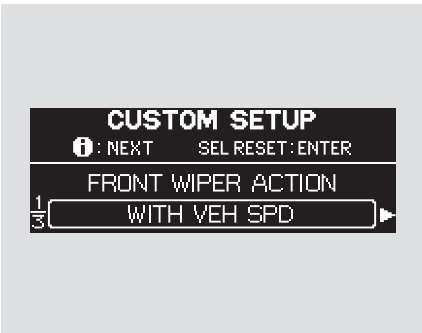 CUSTOM SETUP
i : NEXT SEL RESET : ENTER
FRONT WIPER ACTION
1/3 WITH VEH SPD